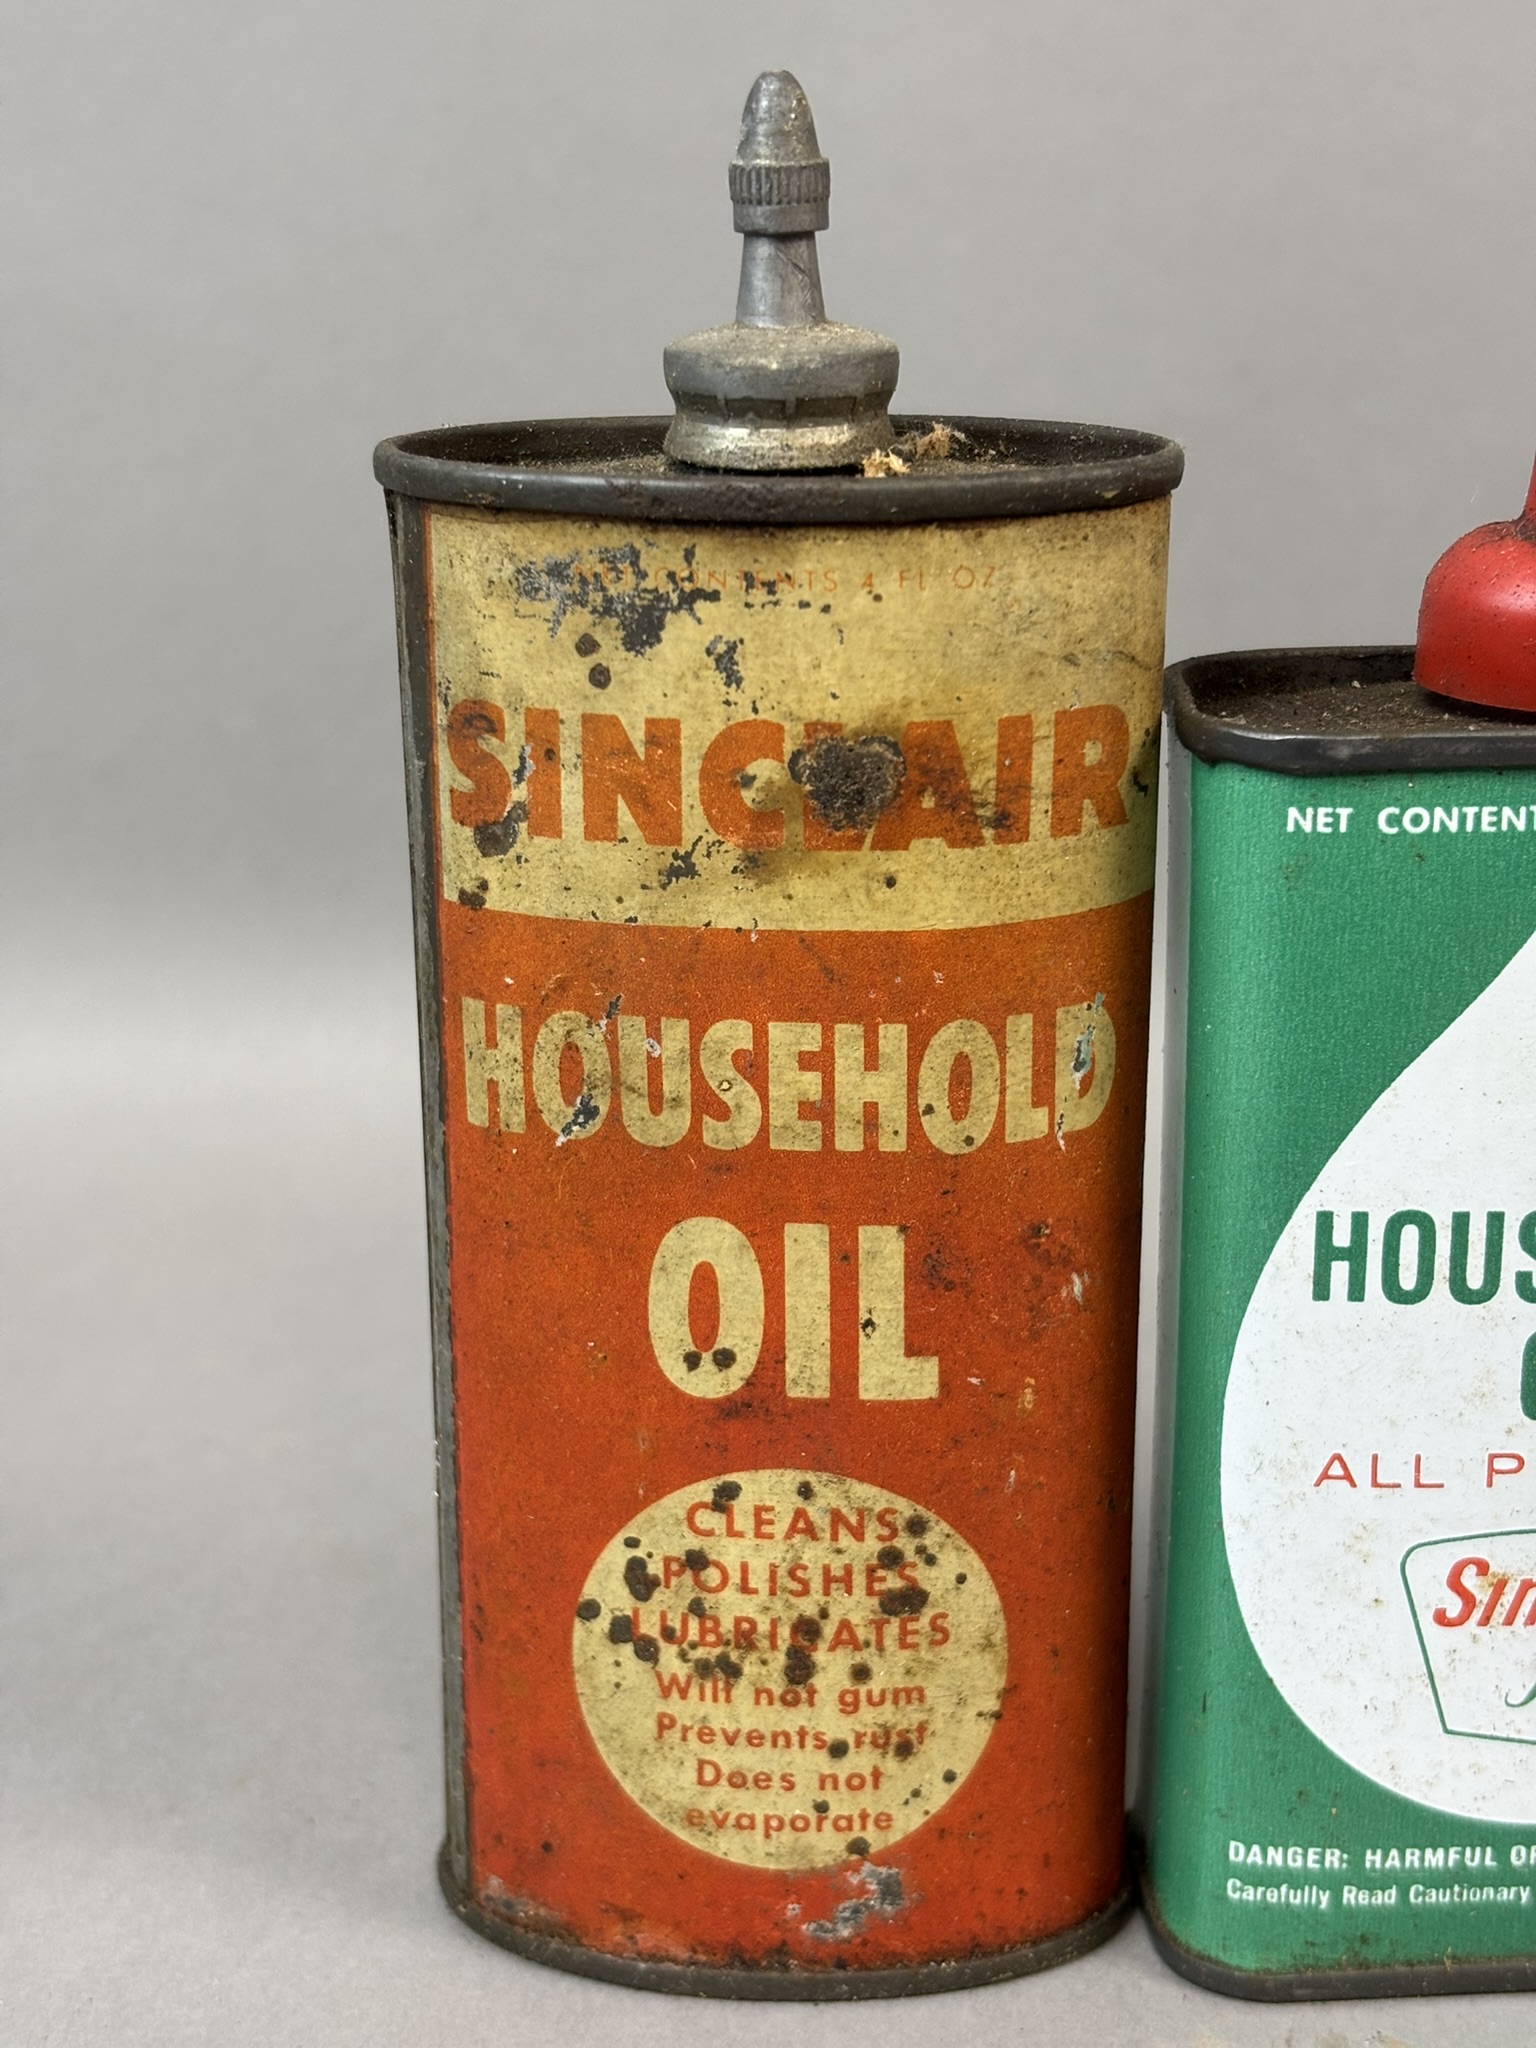 NET CONTENTS 4 FL OZ
SINCLAIR
HOUSEHOLD
OIL
CLEANS
POLISHES
LUBRICATES
Will not gum
Prevents rust
Does not
evaporate
NET CONTENT
HOUS
ALL P
Sin
DANGER: HARMFUL OR
Carefully Read Cautionary